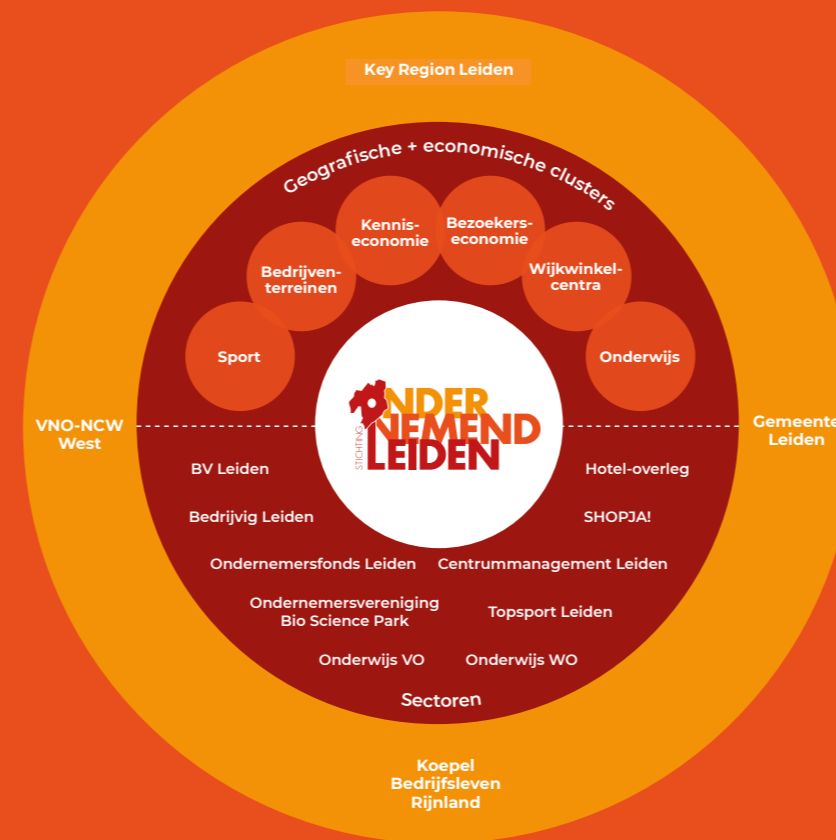 Key Region Leiden
Geografische + economische clusters
Kennis-
economie
Bezoekers-
economie
Bedrijven-
terreinen
Wijkwinkel-
centra
Sport
Onderwijs
STICHTING
ONDER
NEMEND
LEIDEN
VNO-NCW
West
Gemeente
Leiden
BV Leiden
Hotel-overleg
Bedrijvig Leiden
SHOPJA!
Ondernemersfonds Leiden
Centrummanagement Leiden
Ondernemersvereniging
Bio Science Park
Topsport Leiden
Onderwijs VO
Onderwijs WO
Sectoren
Koepel
Bedrijfsleven
Rijnland